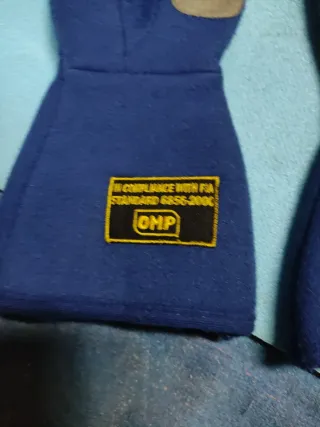 IN COMPLIANCE WITH FIA
STANDARD 8856-2000
OMP